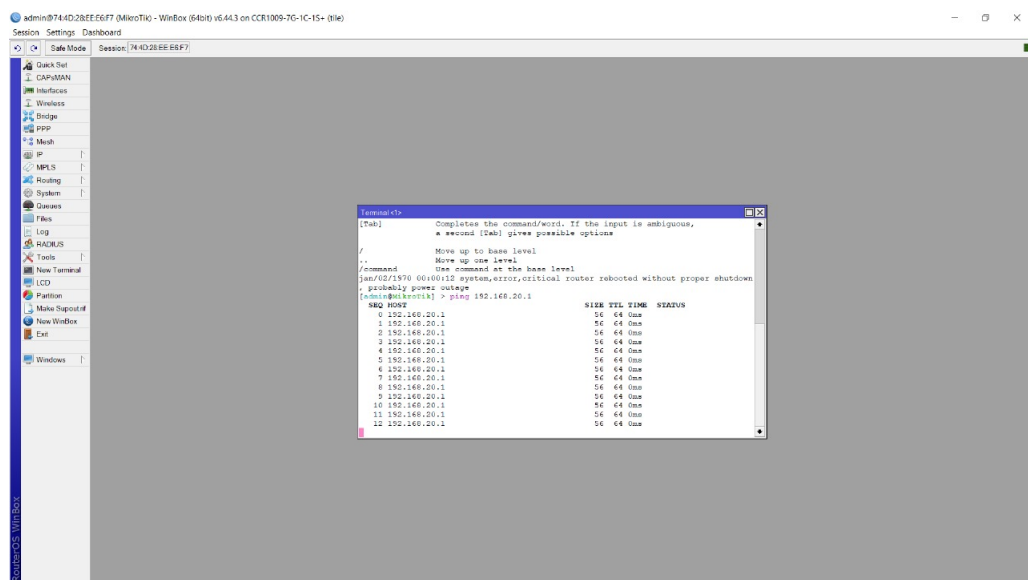 admin@74:4D:28:EE:E6:F7 (MikroTik) - WinBox (64bit) v6.44.3 on CCR1009-7G-1C-1S+ (tile)
Session Settings Dashboard
Safe Mode Session: 74:4D:28:EE:E6:F7
Quick Set
CAPsMAN
Interfaces
Wireless
Bridge
PPP
Mesh
IP
MPLS
Routing
System
Queues
Files
Log
RADIUS
Tools
New Terminal
LCD
Partition
Make Supout.rif
New WinBox
Exit
Windows
RouterOS WinBox
Terminal <1>
[Tab] Completes the command/word. If the input is ambiguous,
a second [Tab] gives possible options
/ Move up to base level
.. Move up one level
/command Use command at the base level
jan/02/1970 00:00:12 system,error,critical router rebooted without proper shutdown
, probably power outage
[admin@MikroTik] > ping 192.168.20.1
SEQ HOST SIZE TTL TIME STATUS
0 192.168.20.1 56 64 0ms
1 192.168.20.1 56 64 0ms
2 192.168.20.1 56 64 0ms
3 192.168.20.1 56 64 0ms
4 192.168.20.1 56 64 0ms
5 192.168.20.1 56 64 0ms
6 192.168.20.1 56 64 0ms
7 192.168.20.1 56 64 0ms
8 192.168.20.1 56 64 0ms
9 192.168.20.1 56 64 0ms
10 192.168.20.1 56 64 0ms
11 192.168.20.1 56 64 0ms
12 192.168.20.1 56 64 0ms